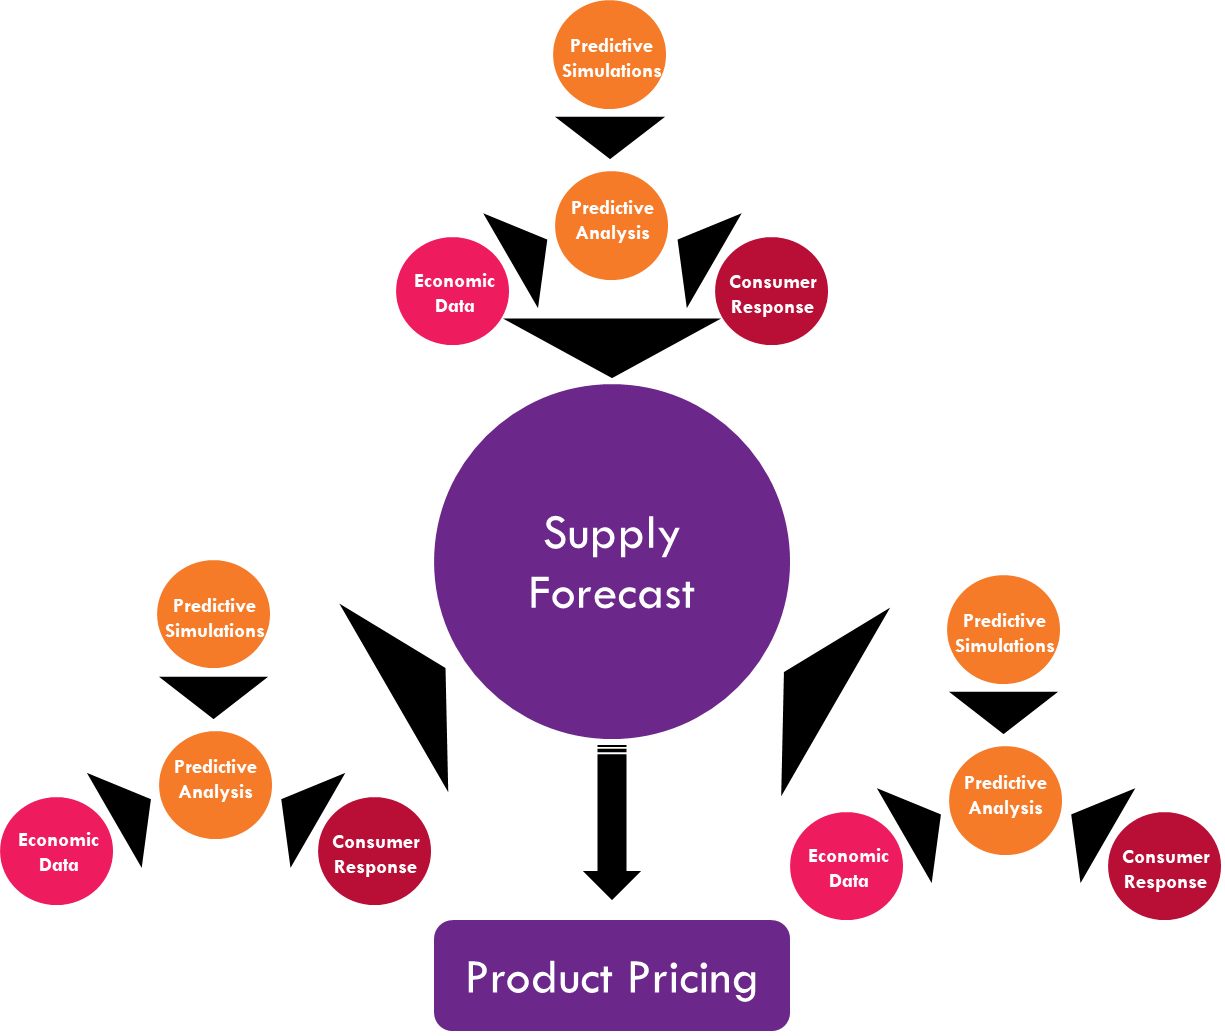 Predictive
Simulations
Predictive
Analysis
Economic
Data
Consumer
Response
Supply
Forecast
Predictive
Simulations
Predictive
Analysis
Economic
Data
Consumer
Response
Predictive
Simulations
Predictive
Analysis
Economic
Data
Consumer
Response
Product Pricing